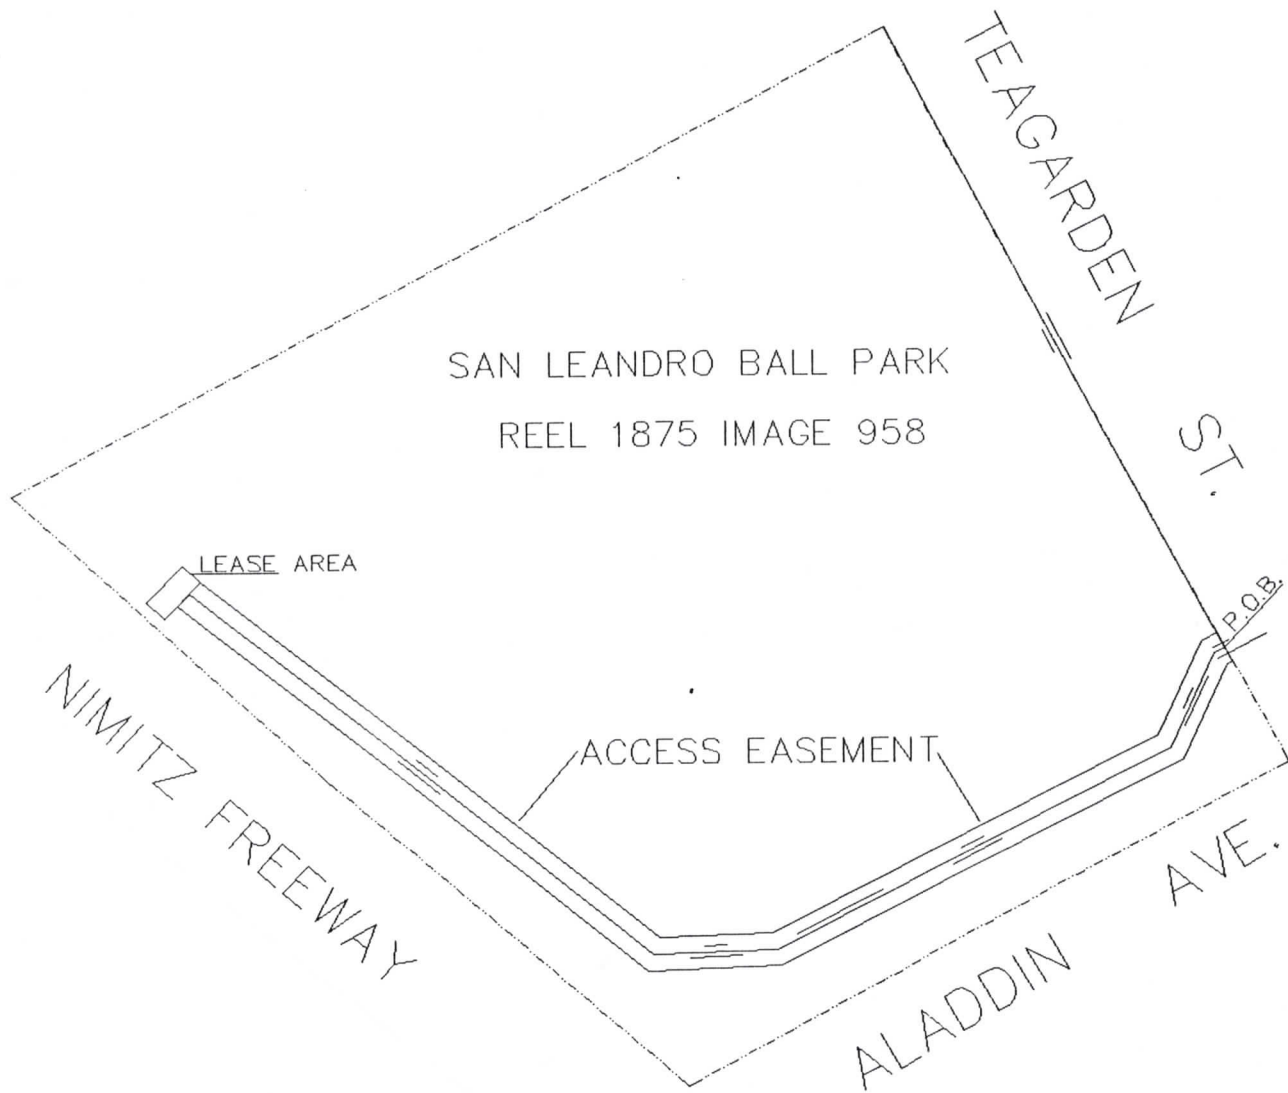 TEAGARDEN ST.
SAN LEANDRO BALL PARK
REEL 1875 IMAGE 958
LEASE AREA
P.O.B.
NIMITZ FREEWAY
ACCESS EASEMENT
ALADDIN AVE.